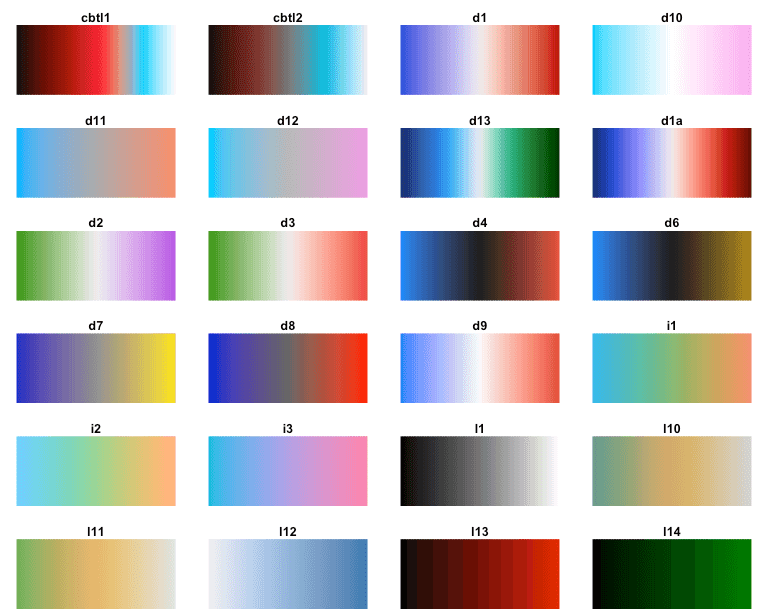 cbtl1 cbtl2 d1 d10
d11 d12 d13 d1a
d2 d3 d4 d6
d7 d8 d9 i1
i2 i3 l1 l10
l11 l12 l13 l14